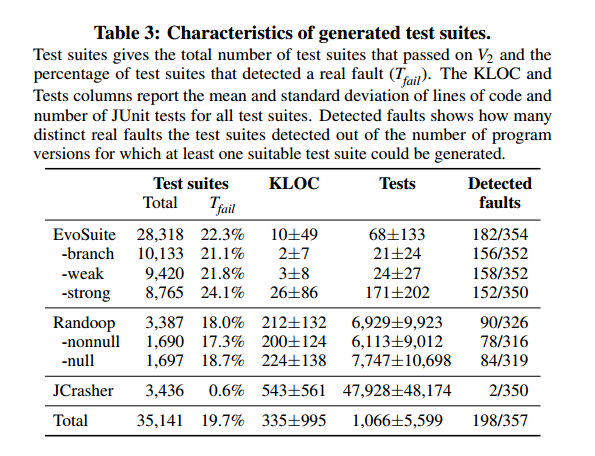 Table 3: Characteristics of generated test suites.
Test suites gives the total number of test suites that passed on V2 and the
percentage of test suites that detected a real fault (Tfail). The KLOC and
Tests columns report the mean and standard deviation of lines of code and
number of JUnit tests for all test suites. Detected faults shows how many
distinct real faults the test suites detected out of the number of program
versions for which at least one suitable test suite could be generated.
Test suites KLOC Tests Detected
Total Tfail faults
EvoSuite 28,318 22.3% 10±49 68±133 182/354
-branch 10,133 21.1% 2±7 21±24 156/352
-weak 9,420 21.8% 3±8 24±27 158/352
-strong 8,765 24.1% 26±86 171±202 152/350
Randoop 3,387 18.0% 212±132 6,929±9,923 90/326
-nonnull 1,690 17.3% 200±124 6,113±9,012 78/316
-null 1,697 18.7% 224±138 7,747±10,698 84/319
JCrasher 3,436 0.6% 543±561 47,928±48,174 2/350
Total 35,141 19.7% 335±995 1,066±5,599 198/357